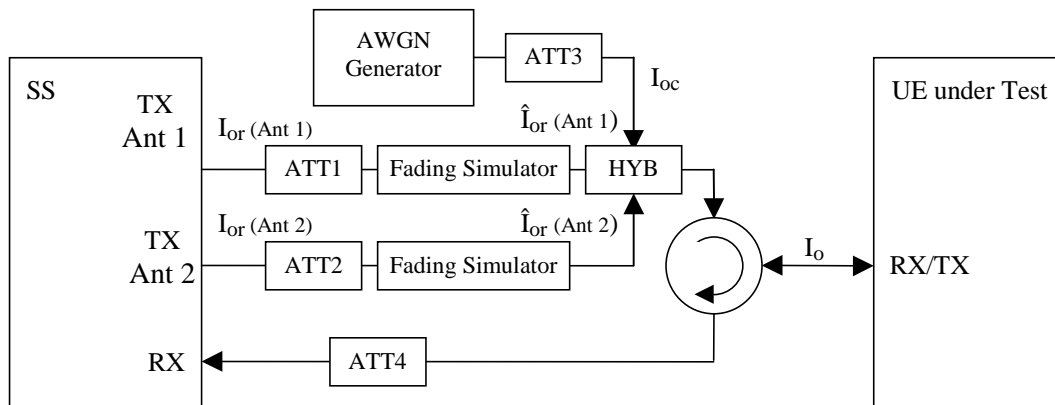 AWGN
Generator
ATT3
I_oc
SS
UE under Test
TX
Ant 1
I_or (Ant 1)
Î_or (Ant 1)
ATT1
Fading Simulator
HYB
TX
Ant 2
I_or (Ant 2)
Î_or (Ant 2)
ATT2
Fading Simulator
I_o
RX/TX
RX
ATT4